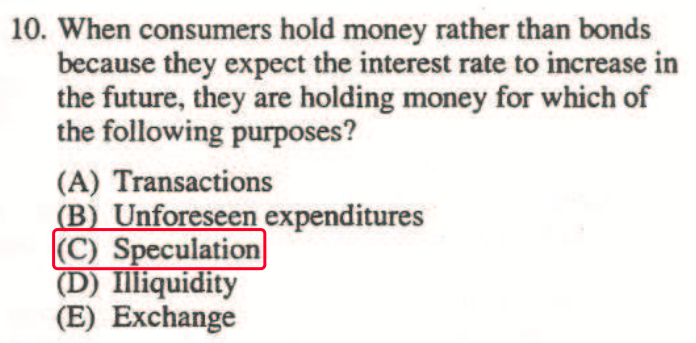 10. When consumers hold money rather than bonds
because they expect the interest rate to increase in
the future, they are holding money for which of
the following purposes?
(A) Transactions
(B) Unforeseen expenditures
(C) Speculation
(D) Illiquidity
(E) Exchange